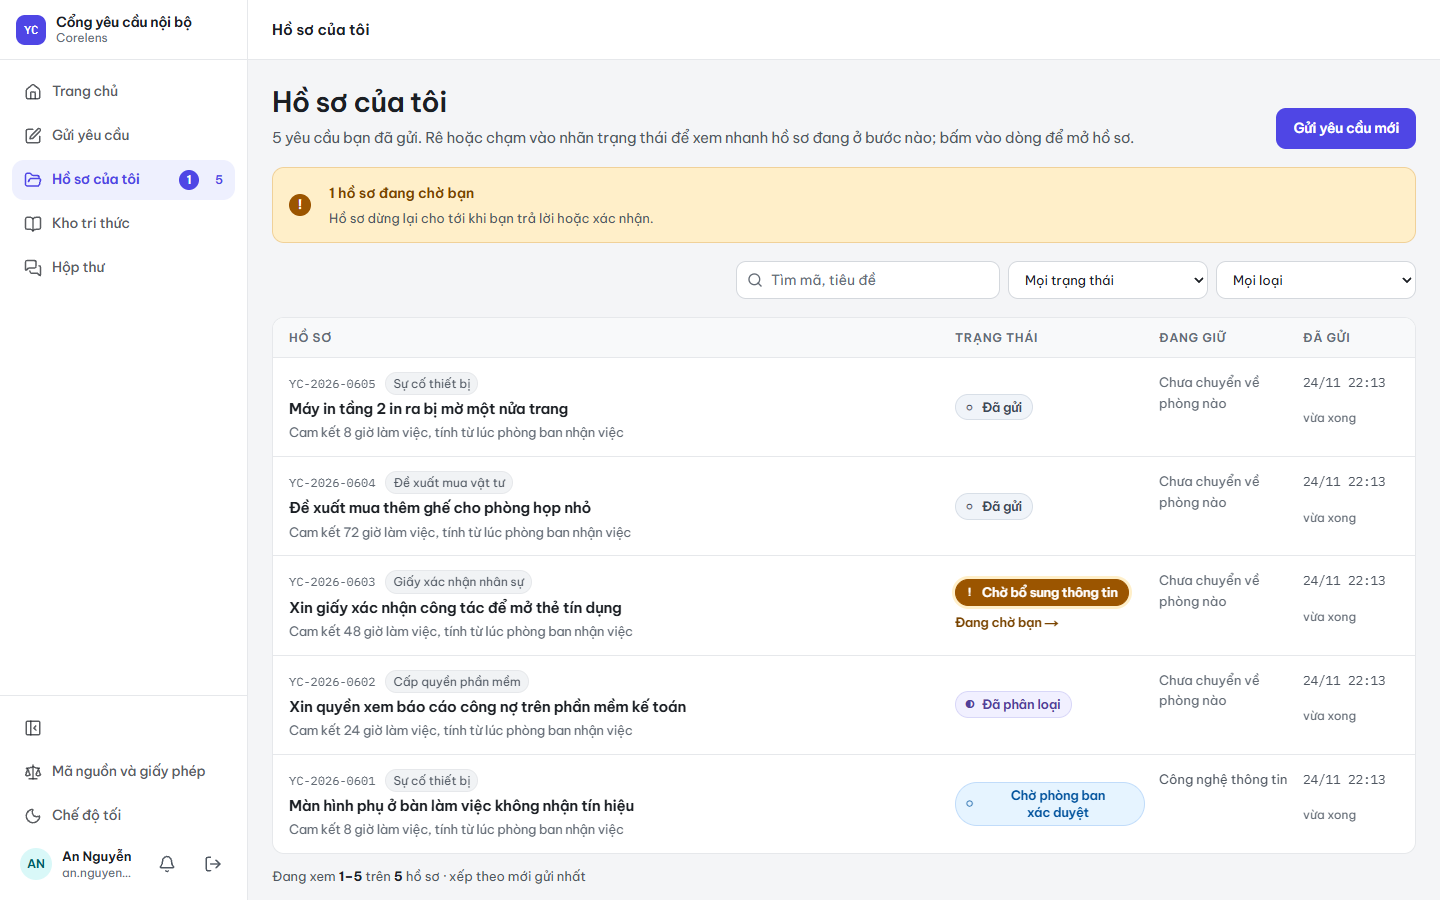 YC
Cổng yêu cầu nội bộ
Corelens
Trang chủ
Gửi yêu cầu
Hồ sơ của tôi
1
5
Kho tri thức
Hộp thư
Mã nguồn và giấy phép
Chế độ tối
AN
An Nguyễn
an.nguyen...
Hồ sơ của tôi
Hồ sơ của tôi
5 yêu cầu bạn đã gửi. Rê hoặc chạm vào nhãn trạng thái để xem nhanh hồ sơ đang ở bước nào; bấm vào dòng để mở hồ sơ.
Gửi yêu cầu mới
!
1 hồ sơ đang chờ bạn
Hồ sơ dừng lại cho tới khi bạn trả lời hoặc xác nhận.
Tìm mã, tiêu đề
Mọi trạng thái
Mọi loại
HỒ SƠ
TRẠNG THÁI
ĐANG GIỮ
ĐÃ GỬI
YC-2026-0605
Sự cố thiết bị
Máy in tầng 2 in ra bị mờ một nửa trang
Cam kết 8 giờ làm việc, tính từ lúc phòng ban nhận việc
Đã gửi
Chưa chuyển về
phòng nào
24/11 22:13
vừa xong
YC-2026-0604
Đề xuất mua vật tư
Đề xuất mua thêm ghế cho phòng họp nhỏ
Cam kết 72 giờ làm việc, tính từ lúc phòng ban nhận việc
Đã gửi
Chưa chuyển về
phòng nào
24/11 22:13
vừa xong
YC-2026-0603
Giấy xác nhận nhân sự
Xin giấy xác nhận công tác để mở thẻ tín dụng
Cam kết 48 giờ làm việc, tính từ lúc phòng ban nhận việc
! Chờ bổ sung thông tin
Đang chờ bạn →
Chưa chuyển về
phòng nào
24/11 22:13
vừa xong
YC-2026-0602
Cấp quyền phần mềm
Xin quyền xem báo cáo công nợ trên phần mềm kế toán
Cam kết 24 giờ làm việc, tính từ lúc phòng ban nhận việc
Đã phân loại
Chưa chuyển về
phòng nào
24/11 22:13
vừa xong
YC-2026-0601
Sự cố thiết bị
Màn hình phụ ở bàn làm việc không nhận tín hiệu
Cam kết 8 giờ làm việc, tính từ lúc phòng ban nhận việc
Chờ phòng ban
xác duyệt
Công nghệ thông tin
24/11 22:13
vừa xong
Đang xem 1–5 trên 5 hồ sơ · xếp theo mới gửi nhất